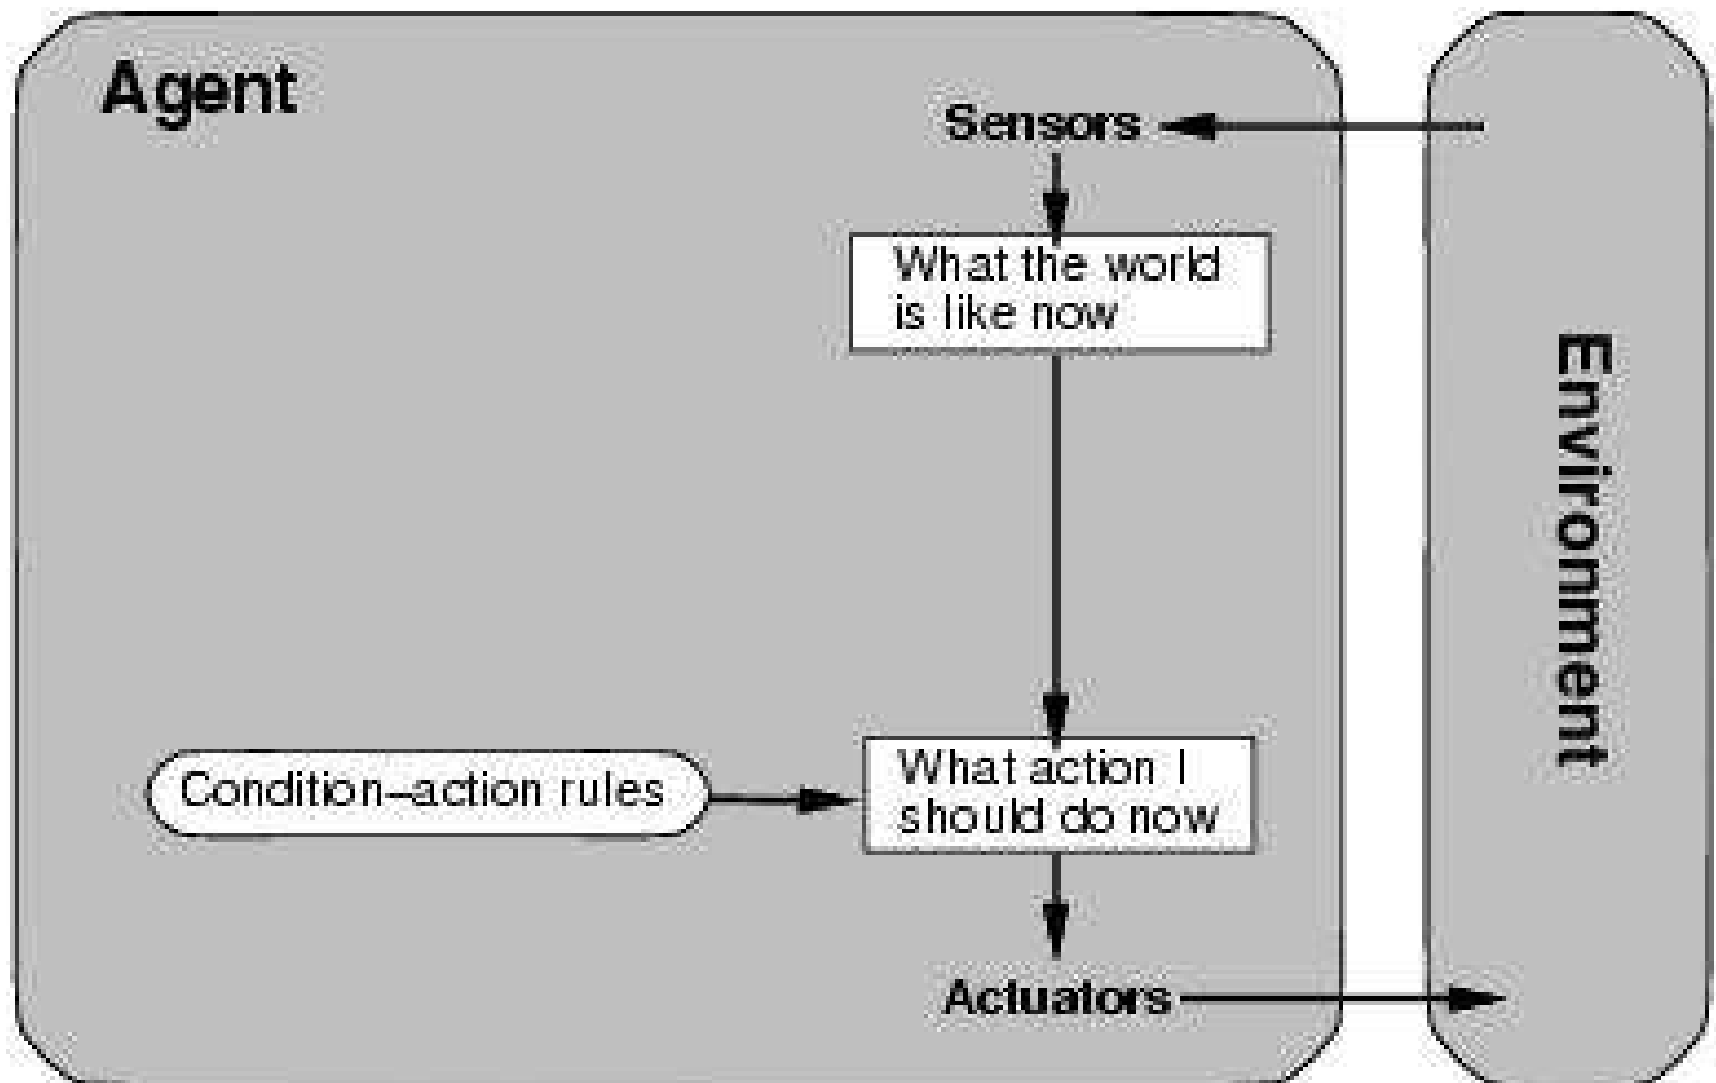 Agent
Sensors
What the world
is like now
Environment
Condition–action rules
What action I
should do now
Actuators